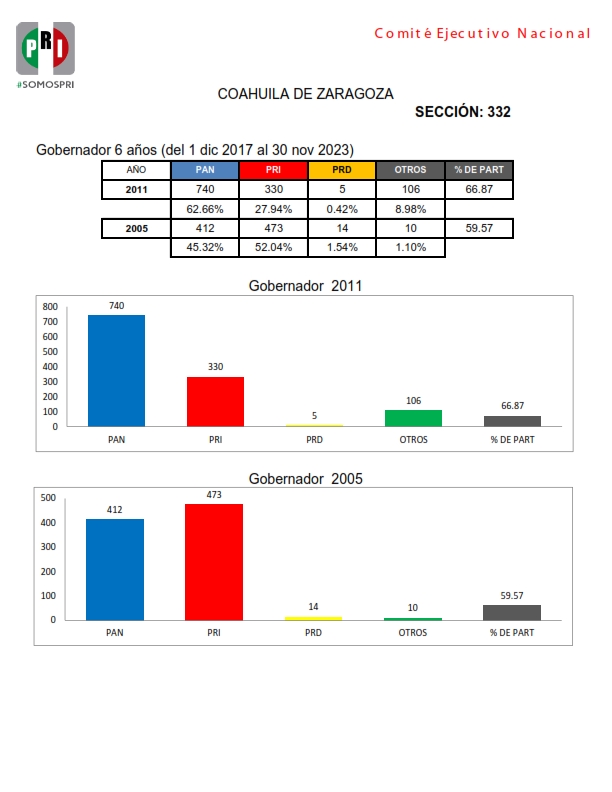 Comité Ejecutivo Nacional
PRI
#SOMOSPRI
COAHUILA DE ZARAGOZA
SECCIÓN: 332
Gobernador 6 años (del 1 dic 2017 al 30 nov 2023)
AÑO PAN PRI PRD OTROS % DE PART
2011 740 330 5 106 66.87
62.66% 27.94% 0.42% 8.98%
2005 412 473 14 10 59.57
45.32% 52.04% 1.54% 1.10%
Gobernador 2011
800
700
600
500
400
300
200
100
0
740
330
5
106
66.87
PAN PRI PRD OTROS % DE PART
Gobernador 2005
500
400
300
200
100
0
412
473
14
10
59.57
PAN PRI PRD OTROS % DE PART